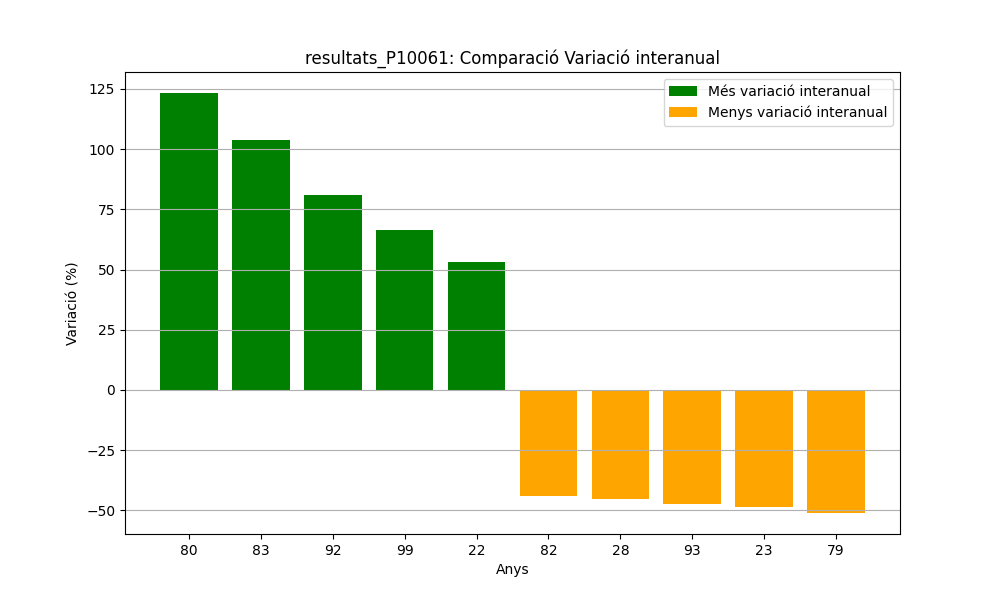 resultats_P10061: Comparació Variació interanual
Més variació interanual
Menys variació interanual
Variació (%)
125
100
75
50
25
0
−25
−50
80 83 92 99 22 82 28 93 23 79
Anys